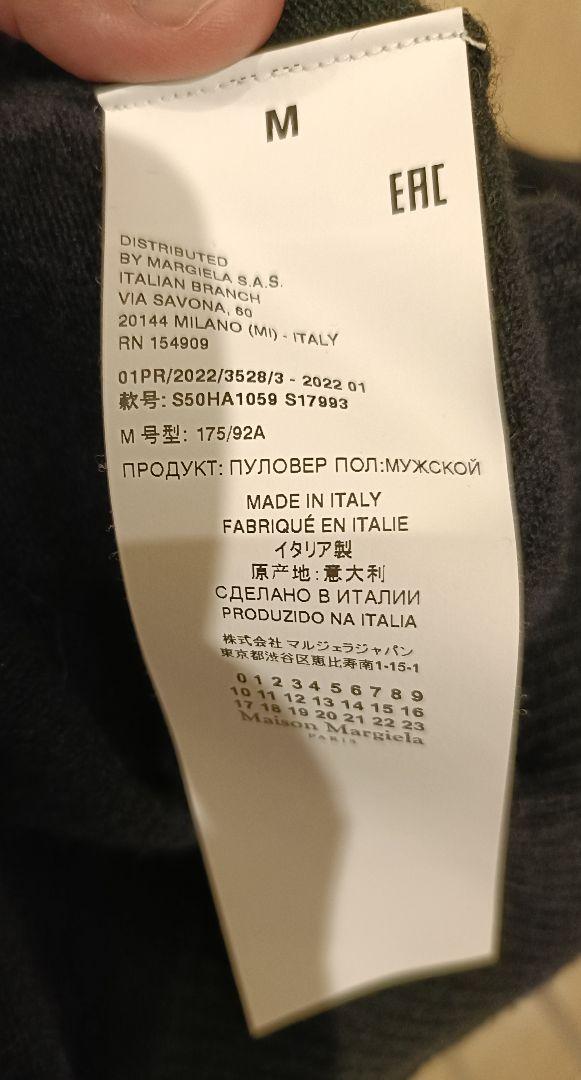 M
EAC
DISTRIBUTED
BY MARGIELA S.A.S.
ITALIAN BRANCH
VIA SAVONA, 60
20144 MILANO (MI) - ITALY
RN 154909
01PR/2022/3528/3 - 2022 01
款号: S50HA1059 S17993
M 号型: 175/92A
ПРОДУКТ: ПУЛОВЕР ПОЛ:МУЖСКОЙ
MADE IN ITALY
FABRIQUÉ EN ITALIE
イタリア製
原产地:意大利
СДЕЛАНО В ИТАЛИИ
PRODUZIDO NA ITALIA
株式会社 マルジェラジャパン
東京都渋谷区恵比寿南1-15-1
0 1 2 3 4 5 6 7 8 9
10 11 12 13 14 15 16
17 18 19 20 21 22 23
Maison Margiela
PARIS